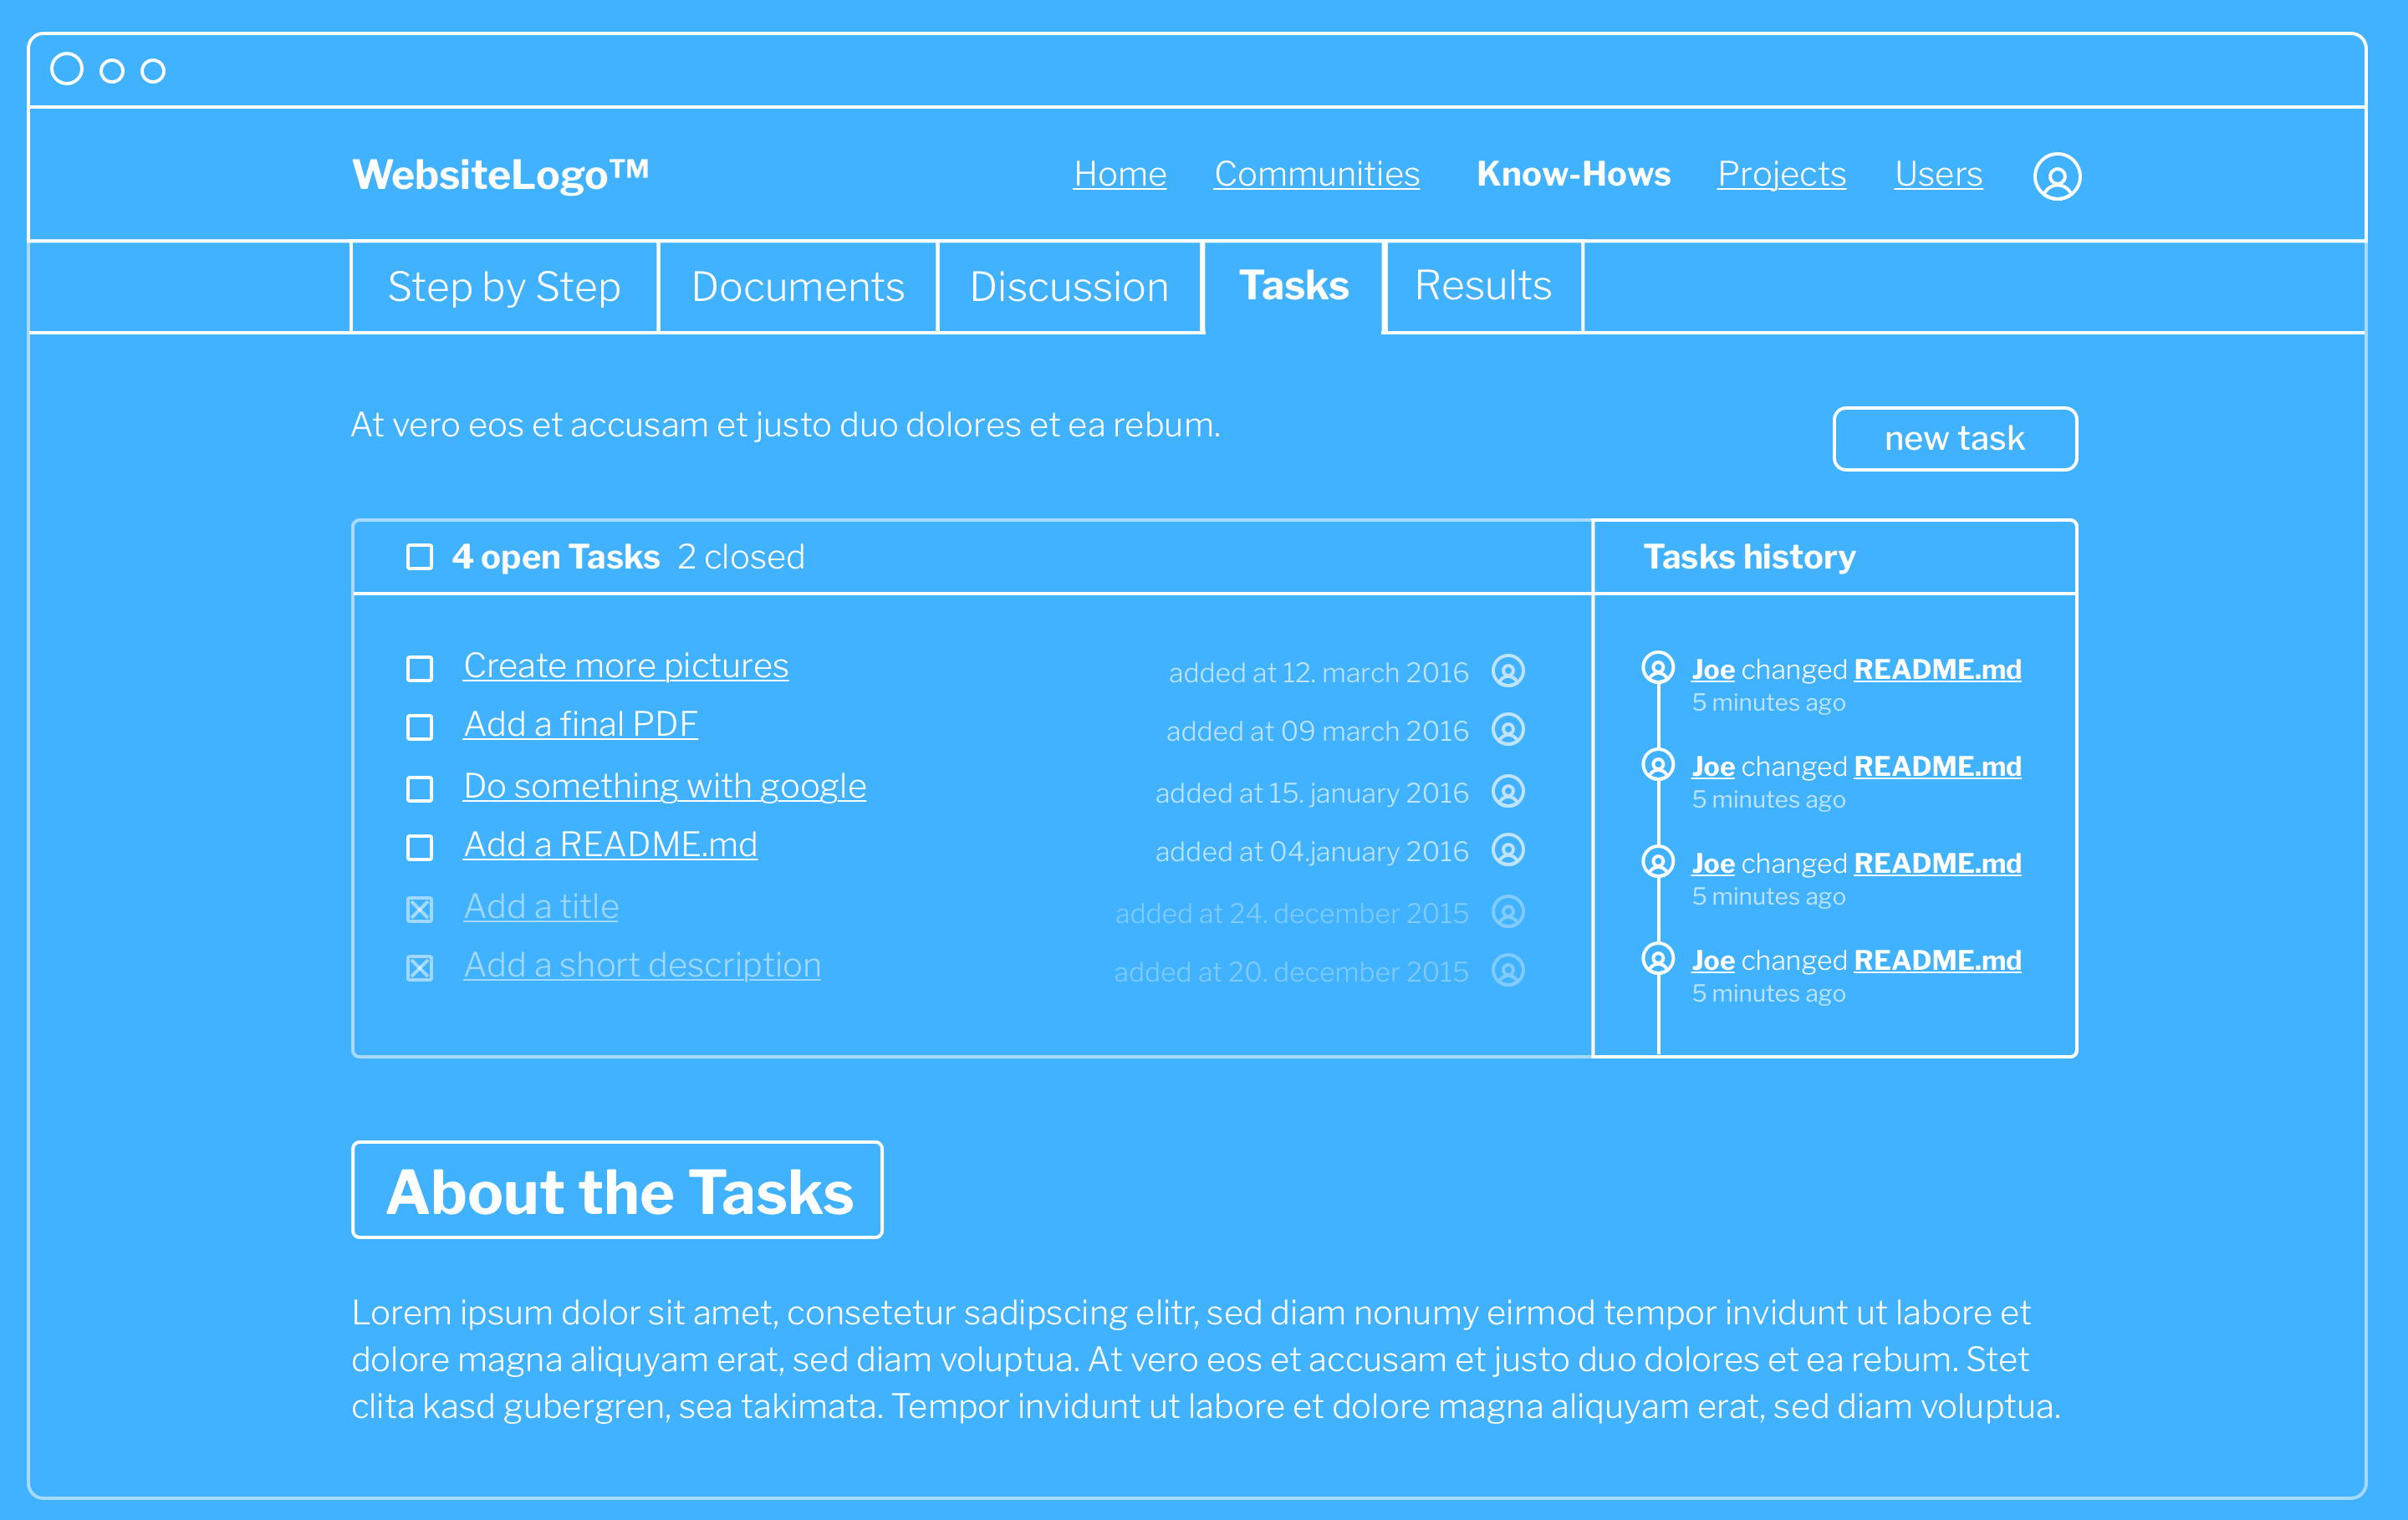 WebsiteLogo™
Home Communities Know-Hows Projects Users
Step by Step Documents Discussion Tasks Results
At vero eos et accusam et justo duo dolores et ea rebum.
new task
4 open Tasks 2 closed
Create more pictures added at 12. march 2016
Add a final PDF added at 09 march 2016
Do something with google added at 15. january 2016
Add a README.md added at 04.january 2016
Add a title added at 24. december 2015
Add a short description added at 20. december 2015
Tasks history
Joe changed README.md
5 minutes ago
Joe changed README.md
5 minutes ago
Joe changed README.md
5 minutes ago
Joe changed README.md
5 minutes ago
About the Tasks
Lorem ipsum dolor sit amet, consetetur sadipscing elitr, sed diam nonumy eirmod tempor invidunt ut labore et
dolore magna aliquyam erat, sed diam voluptua. At vero eos et accusam et justo duo dolores et ea rebum. Stet
clita kasd gubergren, sea takimata. Tempor invidunt ut labore et dolore magna aliquyam erat, sed diam voluptua.